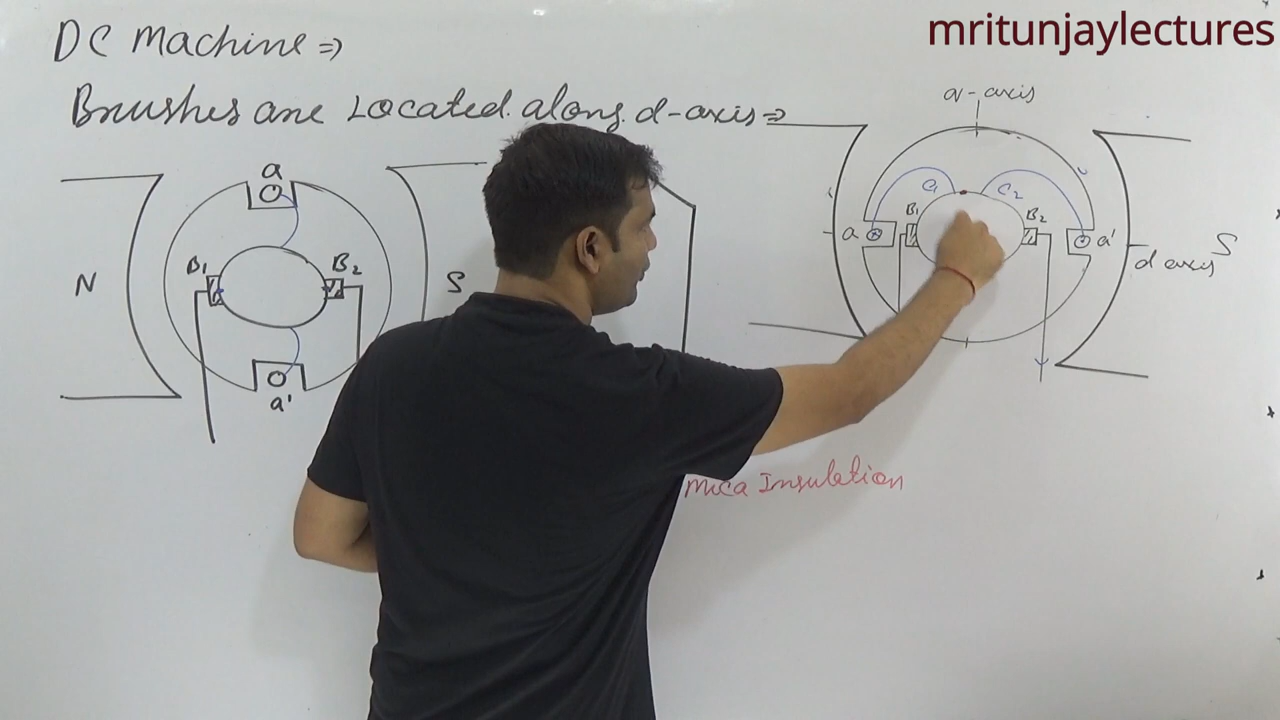 mritunjaylectures
DC Machine ⇒
Brushes are Located along d-axis ⇒
N
a
B1
B2
a'
S
q-axis
C1
C2
B1
B2
a
a'
d axis
S
Mica Insulation